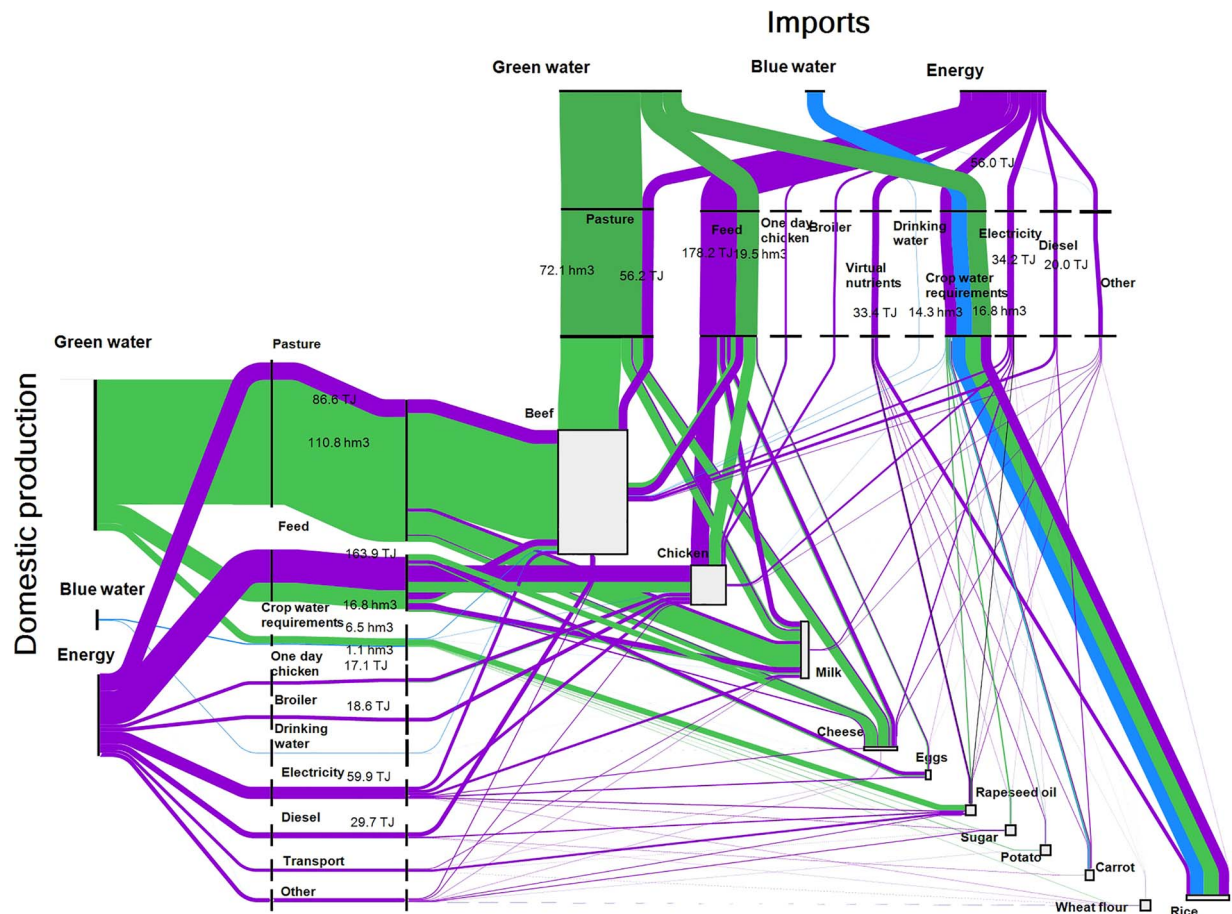 Imports
Green water
Blue water
Energy
56.0 TJ
Pasture
Feed
One day
chicken
Broiler
Drinking
water
Electricity
Diesel
72.1 hm3
56.2 TJ
178.2 TJ
19.5 hm3
Virtual
nutrients
Crop water
requirements
34.2 TJ
20.0 TJ
Other
33.4 TJ
14.3 hm3
16.8 hm3
Domestic production
Green water
Pasture
86.6 TJ
110.8 hm3
Beef
Feed
163.9 TJ
Chicken
Blue water
16.8 hm3
Crop water
requirements
6.5 hm3
1.1 hm3
Energy
One day
chicken
17.1 TJ
Milk
Broiler
18.6 TJ
Drinking
water
Cheese
Eggs
Electricity
59.9 TJ
Rapeseed oil
Diesel
29.7 TJ
Sugar
Potato
Transport
Carrot
Other
Wheat flour
Rice